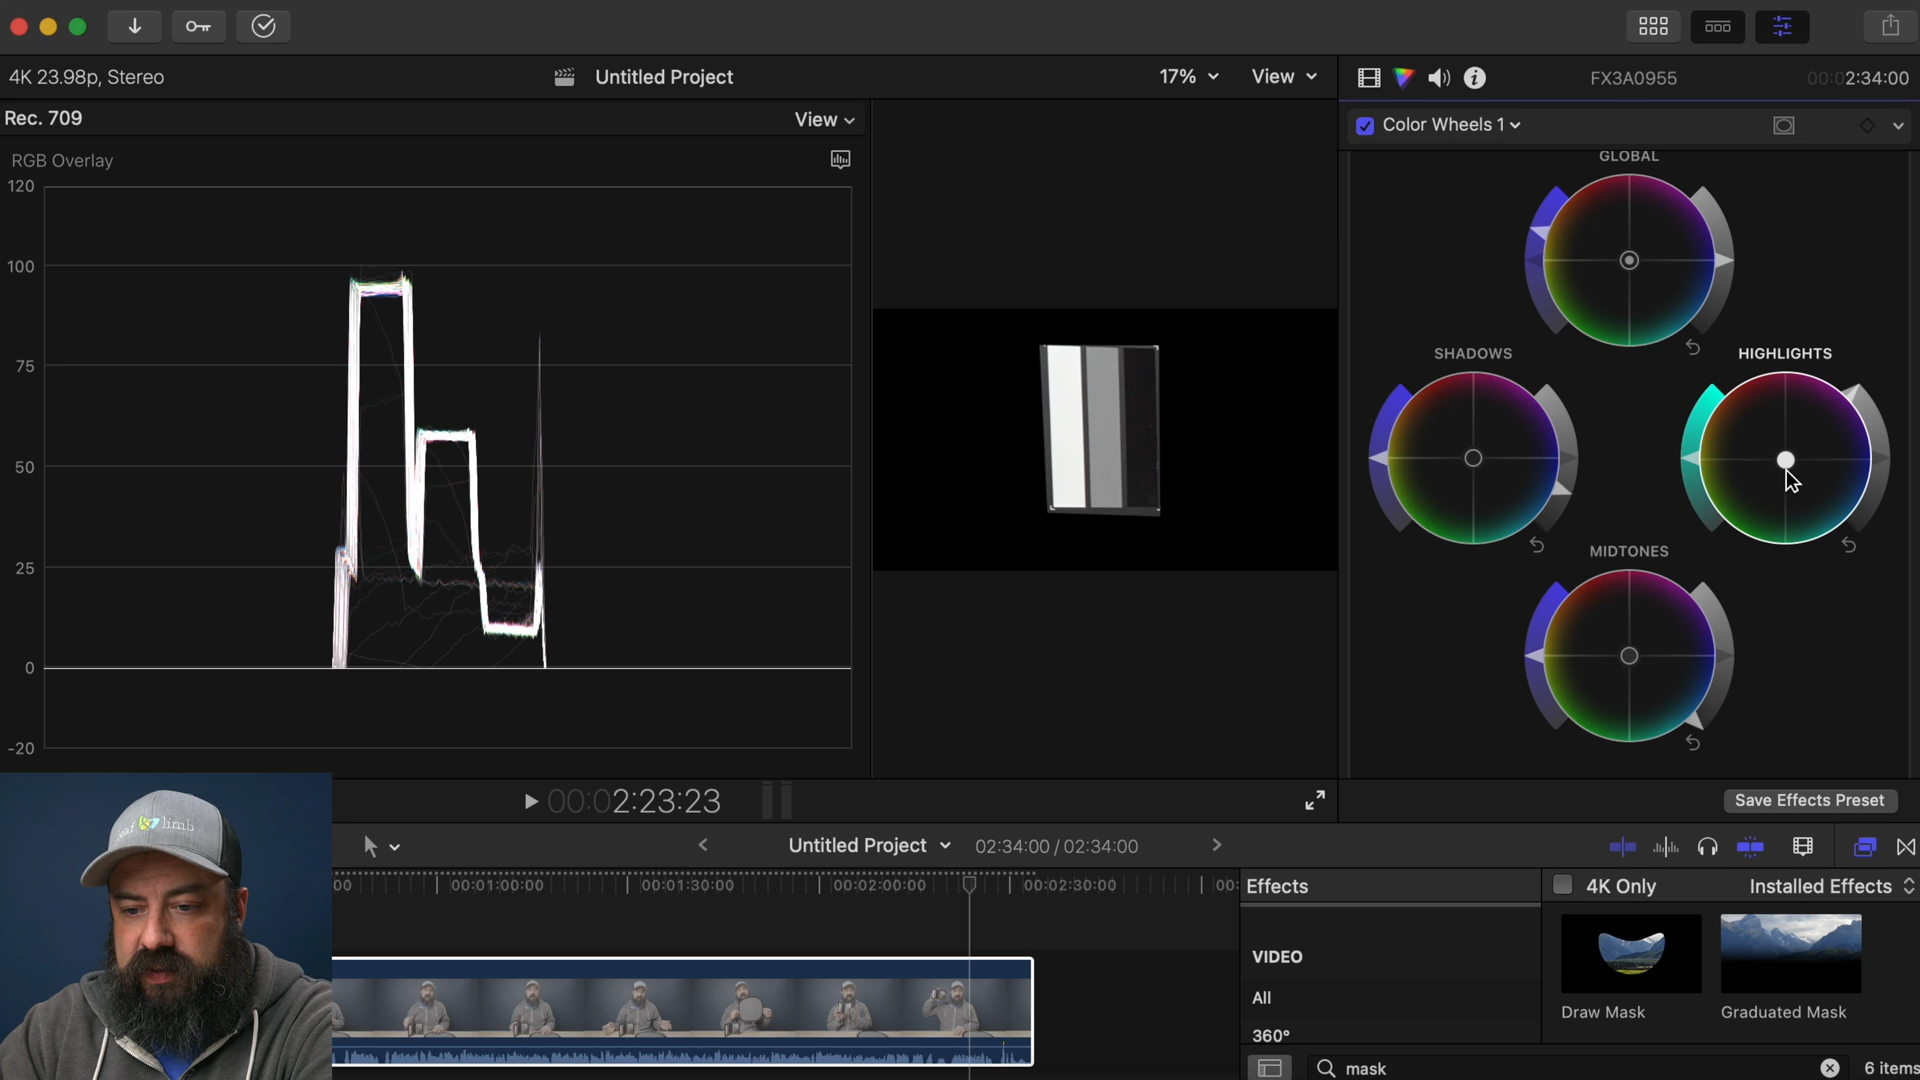 4K 23.98p, Stereo
Untitled Project
17%
View
FX3A0955
00:02:34:00
Rec. 709
View
Color Wheels 1
RGB Overlay
120
100
75
50
25
0
-20
GLOBAL
SHADOWS
HIGHLIGHTS
MIDTONES
00:02:23:23
Save Effects Preset
Untitled Project
02:34:00 / 02:34:00
00
00:01:00:00
00:01:30:00
00:02:00:00
00:02:30:00
00:
Effects
4K Only
Installed Effects
VIDEO
All
360°
Draw Mask
Graduated Mask
mask
6 items
limb